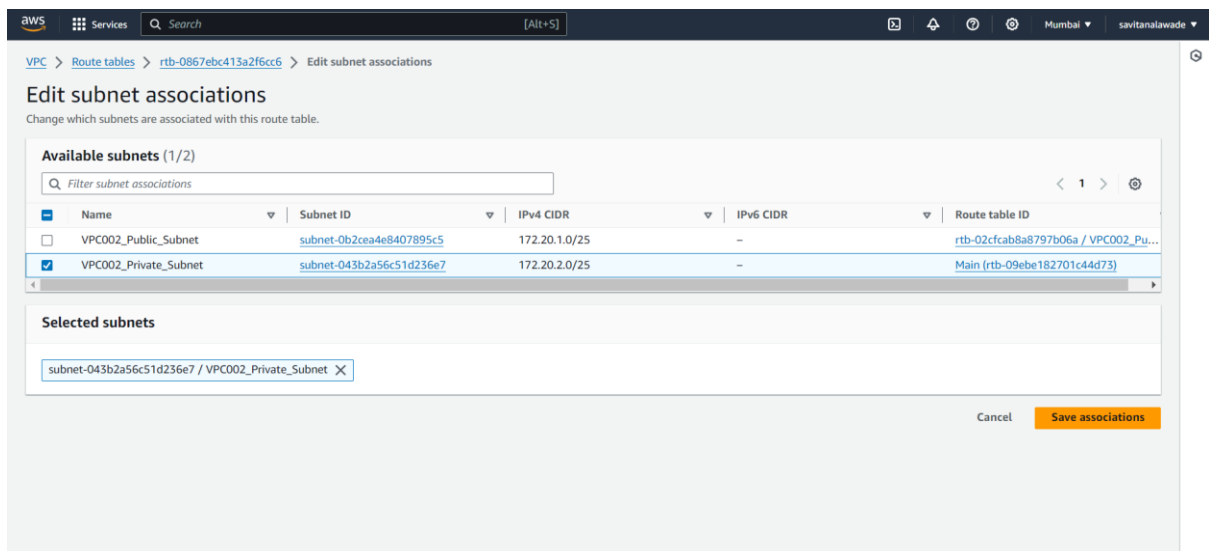 aws Services Search [Alt+S] Mumbai savitanalawade
VPC > Route tables > rtb-0867ebc413a2f6cc6 > Edit subnet associations
Edit subnet associations
Change which subnets are associated with this route table.
Available subnets (1/2)
Filter subnet associations < 1 >
Name Subnet ID IPv4 CIDR IPv6 CIDR Route table ID
VPC002_Public_Subnet subnet-0b2cea4e8407895c5 172.20.1.0/25 – rtb-02cfcab8a8797b06a / VPC002_Pu...
VPC002_Private_Subnet subnet-043b2a56c51d236e7 172.20.2.0/25 – Main (rtb-09ebe182701c44d73)
Selected subnets
subnet-043b2a56c51d236e7 / VPC002_Private_Subnet X
Cancel Save associations